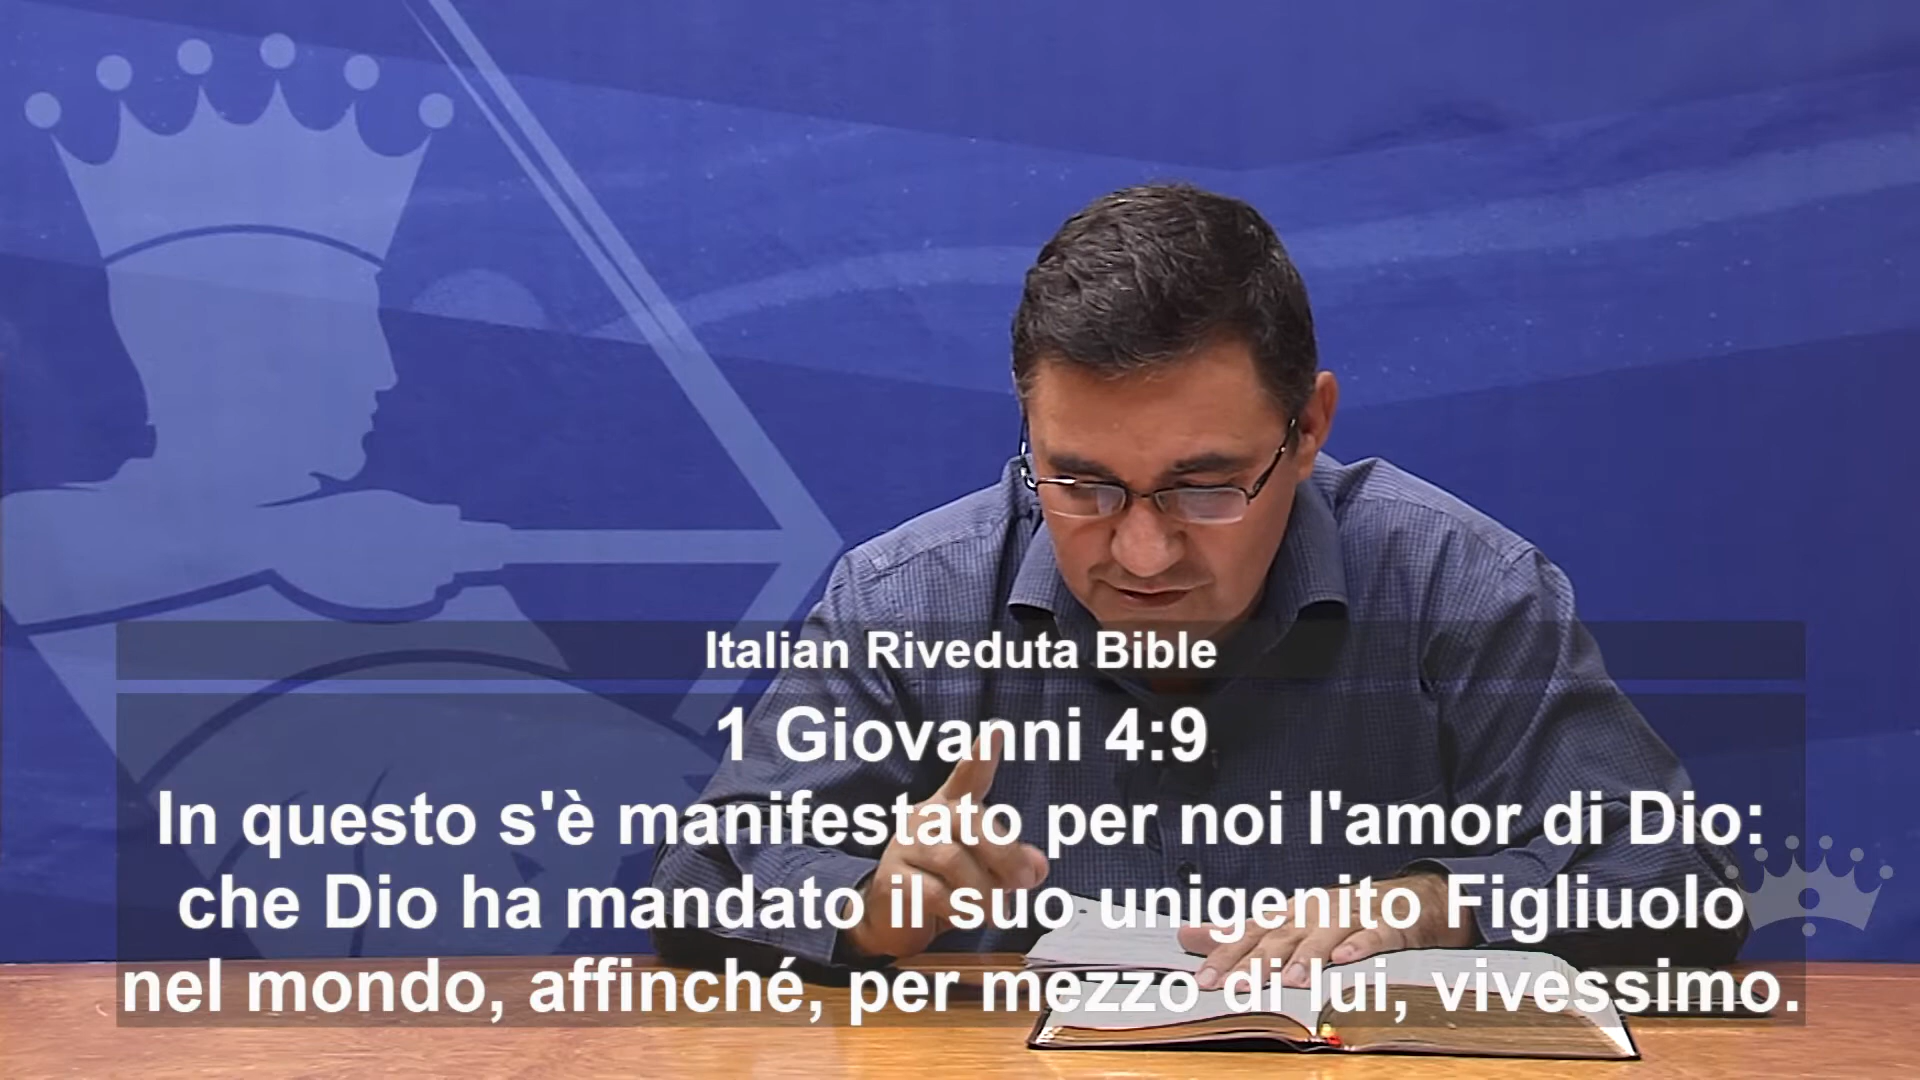 Italian Riveduta Bible
1 Giovanni 4:9
In questo s'è manifestato per noi l'amor di Dio:
che Dio ha mandato il suo unigenito Figliuolo
nel mondo, affinché, per mezzo di lui, vivessimo.